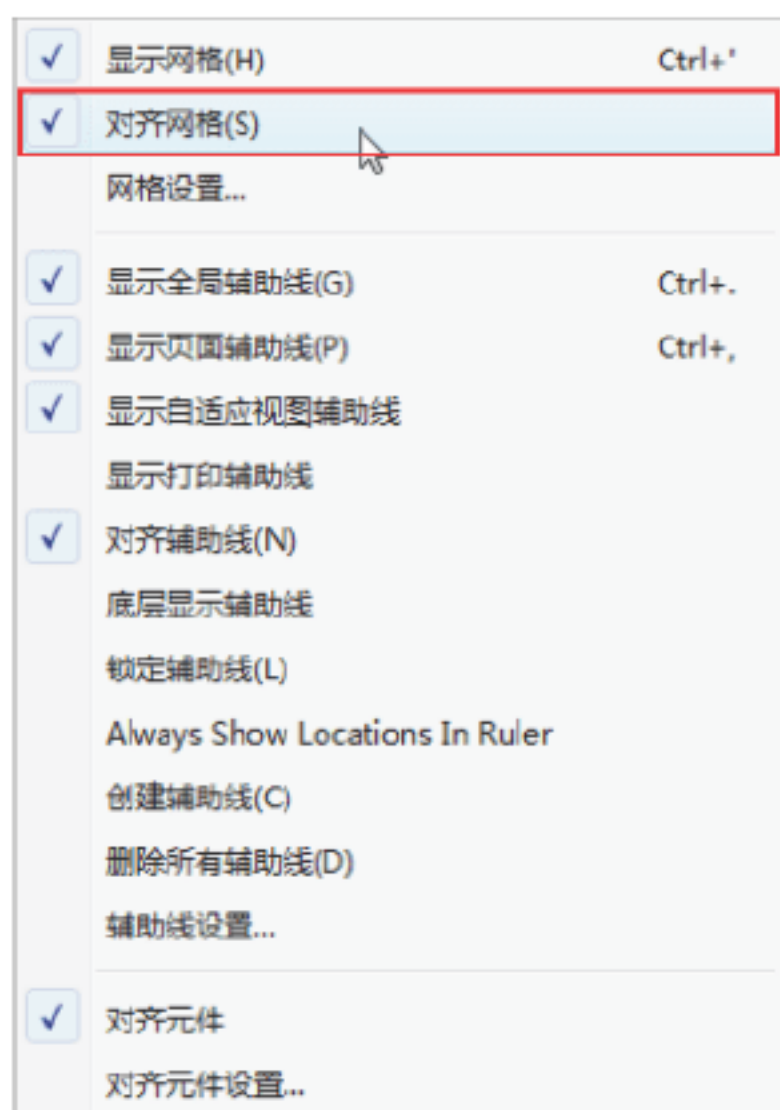 显示网格(H) Ctrl+'
对齐网格(S)
网格设置...
显示全局辅助线(G) Ctrl+.
显示页面辅助线(P) Ctrl+,
显示自适应视图辅助线
显示打印辅助线
对齐辅助线(N)
底层显示辅助线
锁定辅助线(L)
Always Show Locations In Ruler
创建辅助线(C)
删除所有辅助线(D)
辅助线设置...
对齐元件
对齐元件设置...